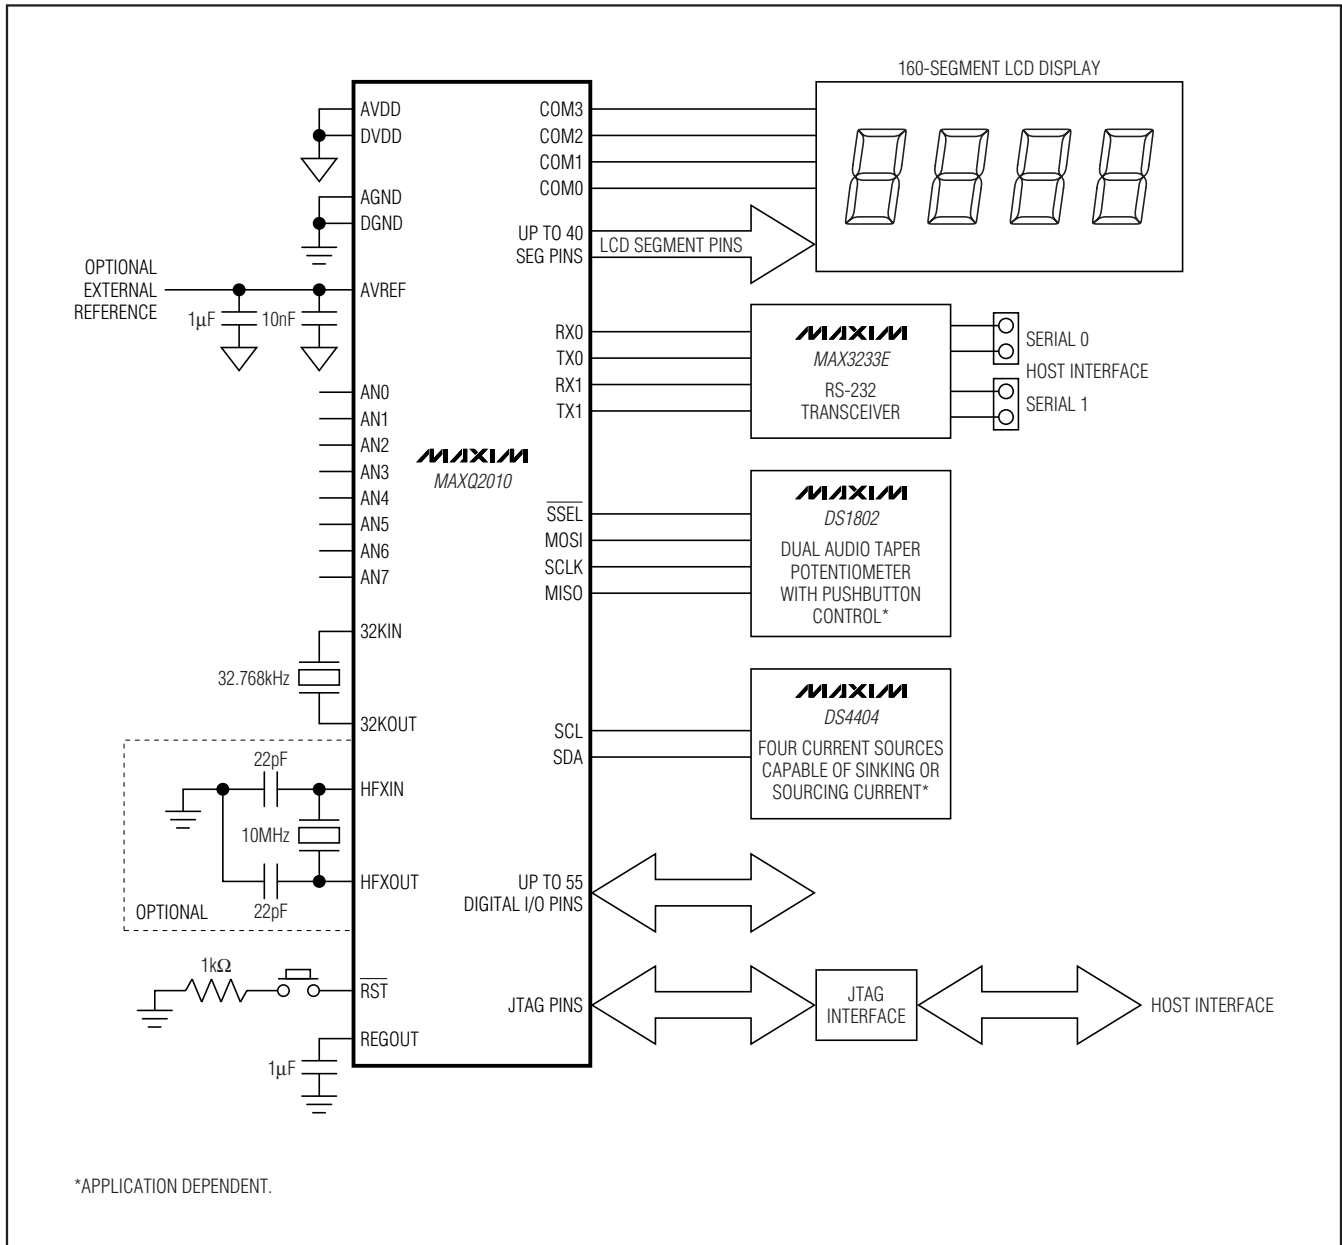 160-SEGMENT LCD DISPLAY
AVDD
DVDD
AGND
DGND
OPTIONAL
EXTERNAL
REFERENCE
1µF
10nF
AVREF
AN0
AN1
AN2
AN3
AN4
AN5
AN6
AN7
32KIN
32.768kHz
32KOUT
22pF
HFXIN
10MHz
HFXOUT
22pF
OPTIONAL
1kΩ
RST
REGOUT
1µF
MAXIM
MAXQ2010
COM3
COM2
COM1
COM0
UP TO 40
SEG PINS
LCD SEGMENT PINS
RX0
TX0
RX1
TX1
MAXIM
MAX3233E
RS-232
TRANSCEIVER
SERIAL 0
HOST INTERFACE
SERIAL 1
SSEL
MOSI
SCLK
MISO
MAXIM
DS1802
DUAL AUDIO TAPER
POTENTIOMETER
WITH PUSHBUTTON
CONTROL*
SCL
SDA
MAXIM
DS4404
FOUR CURRENT SOURCES
CAPABLE OF SINKING OR
SOURCING CURRENT*
UP TO 55
DIGITAL I/O PINS
JTAG PINS
JTAG
INTERFACE
HOST INTERFACE
*APPLICATION DEPENDENT.